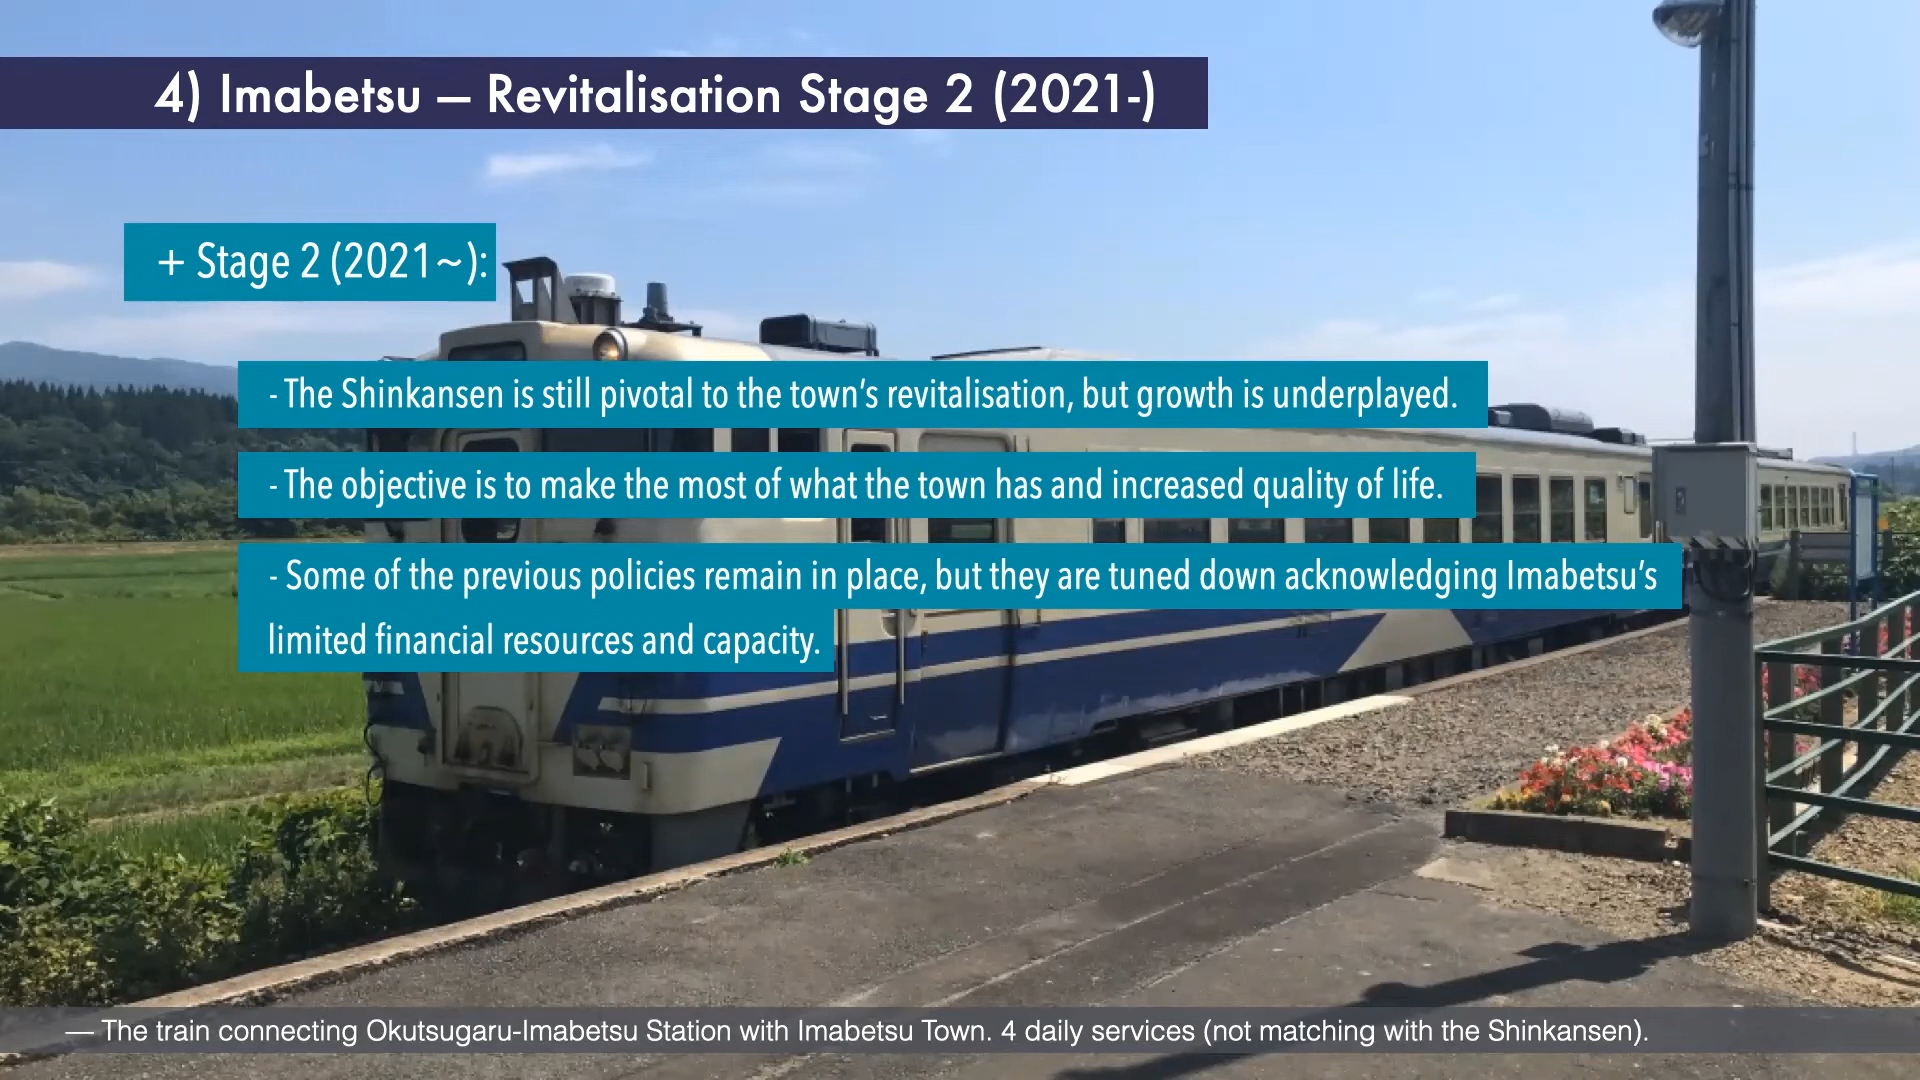 4) Imabetsu — Revitalisation Stage 2 (2021-)
+ Stage 2 (2021~):
- The Shinkansen is still pivotal to the town's revitalisation, but growth is underplayed.
- The objective is to make the most of what the town has and increased quality of life.
- Some of the previous policies remain in place, but they are tuned down acknowledging Imabetsu's
limited financial resources and capacity.
— The train connecting Okutsugaru-Imabetsu Station with Imabetsu Town. 4 daily services (not matching with the Shinkansen).